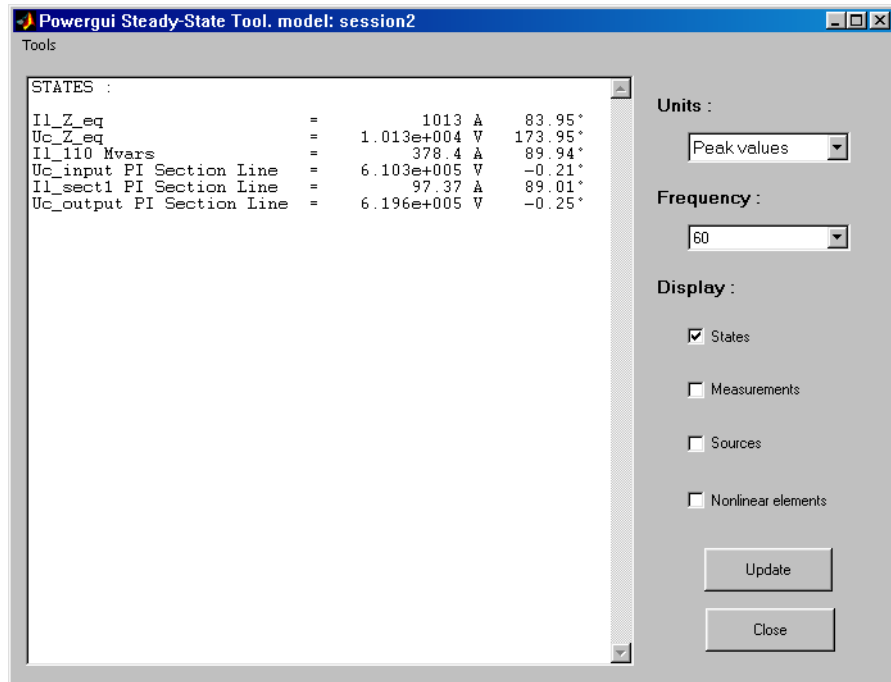 Powergui Steady-State Tool. model: session2
Tools
STATES :
Il_Z_eq = 1013 A 83.95°
Uc_Z_eq = 1.013e+004 V 173.95°
Il_110 Mvars = 378.4 A 89.94°
Uc_input PI Section Line = 6.103e+005 V -0.21°
Il_sect1 PI Section Line = 97.37 A 89.01°
Uc_output PI Section Line = 6.196e+005 V -0.25°
Units :
Peak values
Frequency :
60
Display :
States
Measurements
Sources
Nonlinear elements
Update
Close